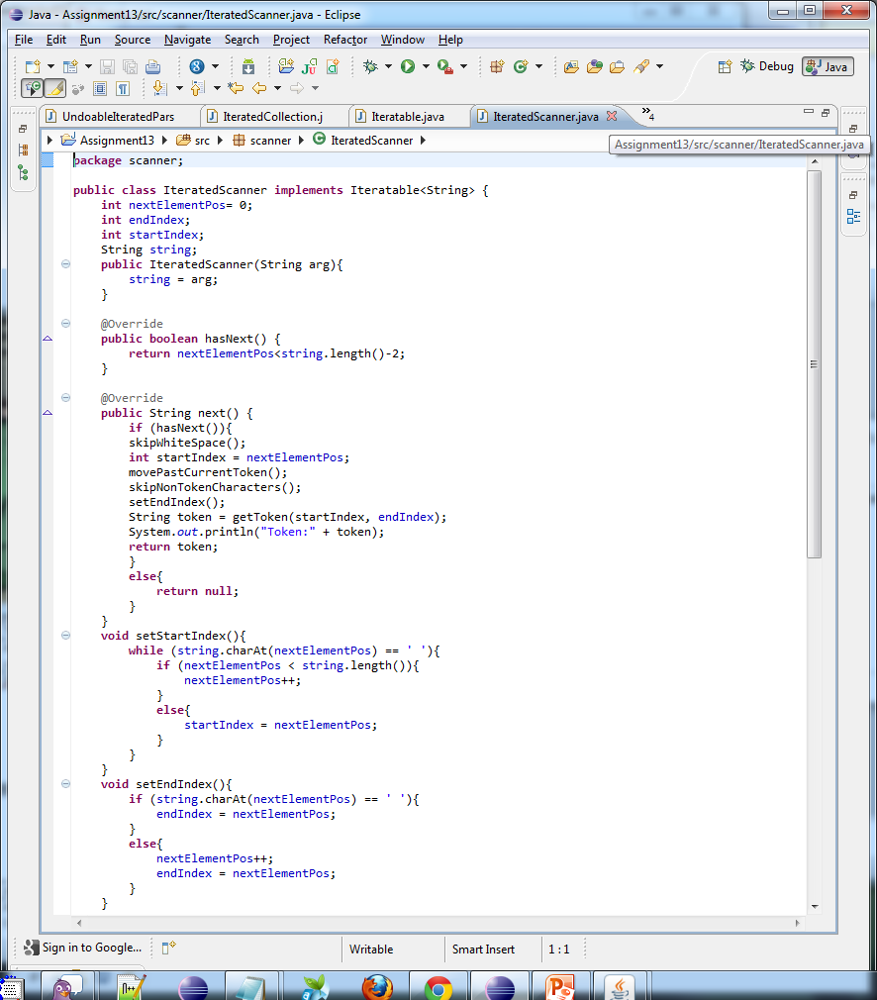 Java - Assignment13/src/scanner/IteratedScanner.java - Eclipse
File Edit Run Source Navigate Search Project Refactor Window Help
Debug Java
UndoableIteratedPars IteratedCollection.j Iteratable.java IteratedScanner.java »4
Assignment13 src scanner IteratedScanner
Assignment13/src/scanner/IteratedScanner.java
package scanner;
public class IteratedScanner implements Iteratable<String> {
int nextElementPos= 0;
int endIndex;
int startIndex;
String string;
public IteratedScanner(String arg){
string = arg;
}
@Override
public boolean hasNext() {
return nextElementPos<string.length()-2;
}
@Override
public String next() {
if (hasNext()){
skipWhiteSpace();
int startIndex = nextElementPos;
movePastCurrentToken();
skipNonTokenCharacters();
setEndIndex();
String token = getToken(startIndex, endIndex);
System.out.println("Token:" + token);
return token;
}
else{
return null;
}
}
void setStartIndex(){
while (string.charAt(nextElementPos) == ' '){
if (nextElementPos < string.length()){
nextElementPos++;
}
else{
startIndex = nextElementPos;
}
}
}
void setEndIndex(){
if (string.charAt(nextElementPos) == ' '){
endIndex = nextElementPos;
}
else{
nextElementPos++;
endIndex = nextElementPos;
}
}
Sign in to Google... Writable Smart Insert 1 : 1